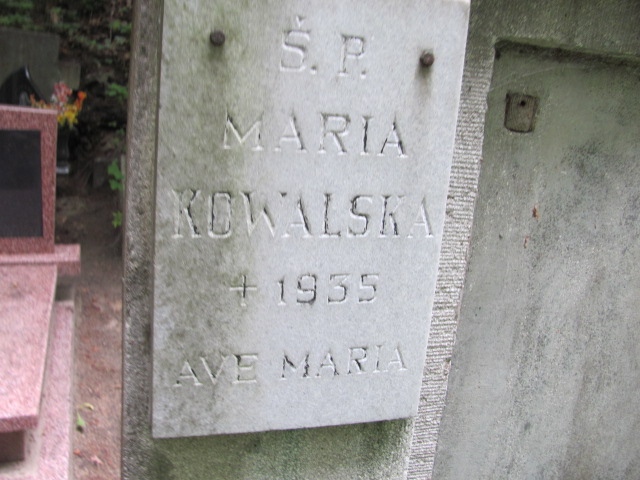 Ś. P.
MARIA
KOWALSKA
+ 1935
AVE MARIA